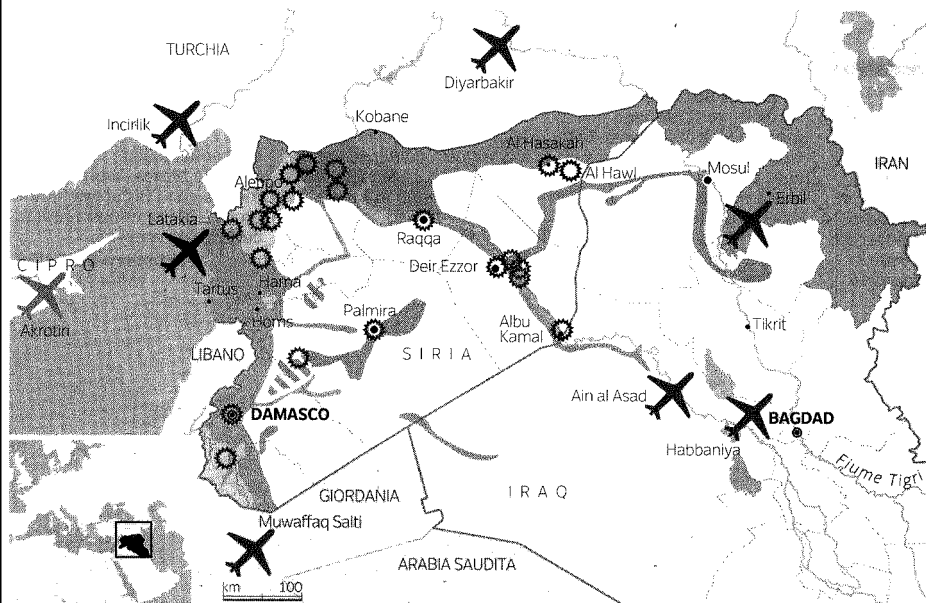 TURCHIA
Diyarbakir
Incirlik
Kobane
Al Hasakah
Aleppo
Al Hawl
Mosul
IRAN
Erbil
Latakia
Raqqa
CIPRO
Deir Ezzor
Hama
Tartus
Palmira
Akrotiri
Homs
Albu
Kamal
Tikrit
LIBANO
SIRIA
Ain al Asad
DAMASCO
BAGDAD
Habbaniya
Fiume Tigri
GIORDANIA
IRAQ
Muwaffaq Salti
ARABIA SAUDITA
km 100